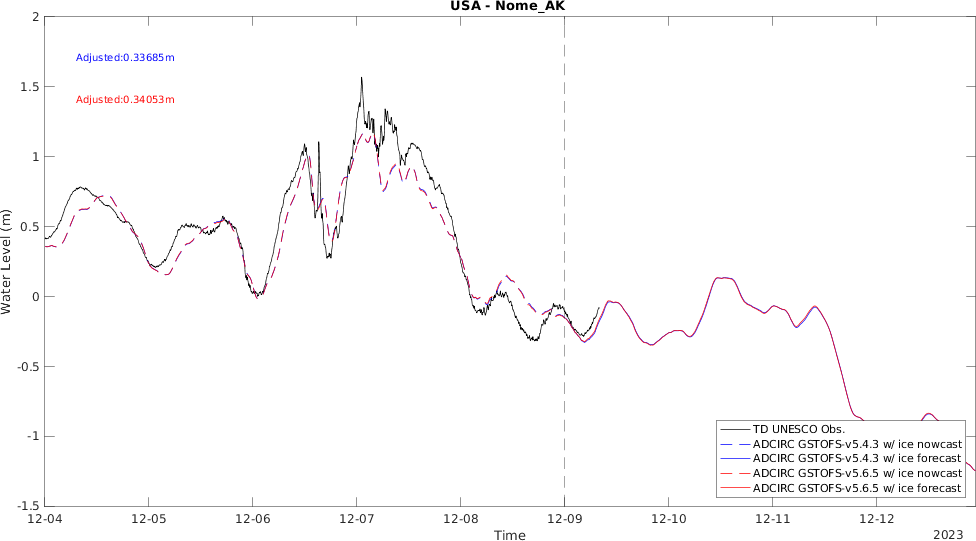 USA - Nome_AK
2
1.5
1
0.5
0
-0.5
-1
-1.5
Water Level (m)
Adjusted:0.33685m
Adjusted:0.34053m
TD UNESCO Obs.
ADCIRC GSTOFS-v5.4.3 w/ ice nowcast
ADCIRC GSTOFS-v5.4.3 w/ ice forecast
ADCIRC GSTOFS-v5.6.5 w/ ice nowcast
ADCIRC GSTOFS-v5.6.5 w/ ice forecast
12-04 12-05 12-06 12-07 12-08 12-09 12-10 12-11 12-12
Time
2023